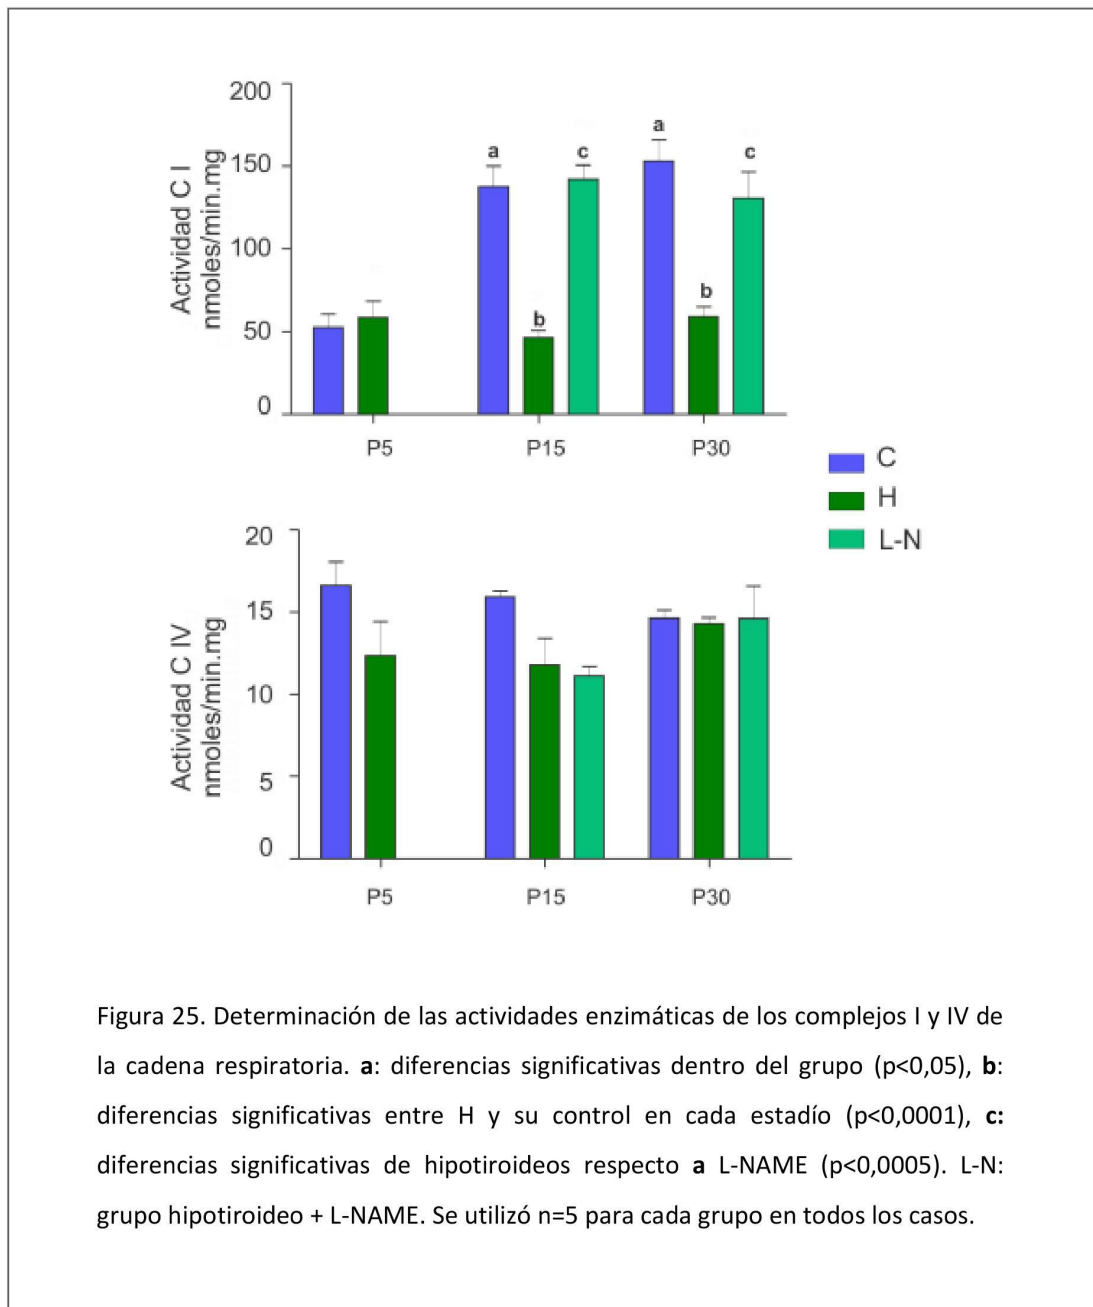 200
150
100
50
0
Actividad C I
nmoles/min.mg
a
b
c
a
b
c
P5
P15
P30
C
H
L-N
20
15
10
5
0
Actividad C IV
nmoles/min.mg
P5
P15
P30
Figura 25. Determinación de las actividades enzimáticas de los complejos I y IV de
la cadena respiratoria. a: diferencias significativas dentro del grupo (p<0,05), b:
diferencias significativas entre H y su control en cada estadío (p<0,0001), c:
diferencias significativas de hipotiroideos respecto a L-NAME (p<0,0005). L-N:
grupo hipotiroideo + L-NAME. Se utilizó n=5 para cada grupo en todos los casos.